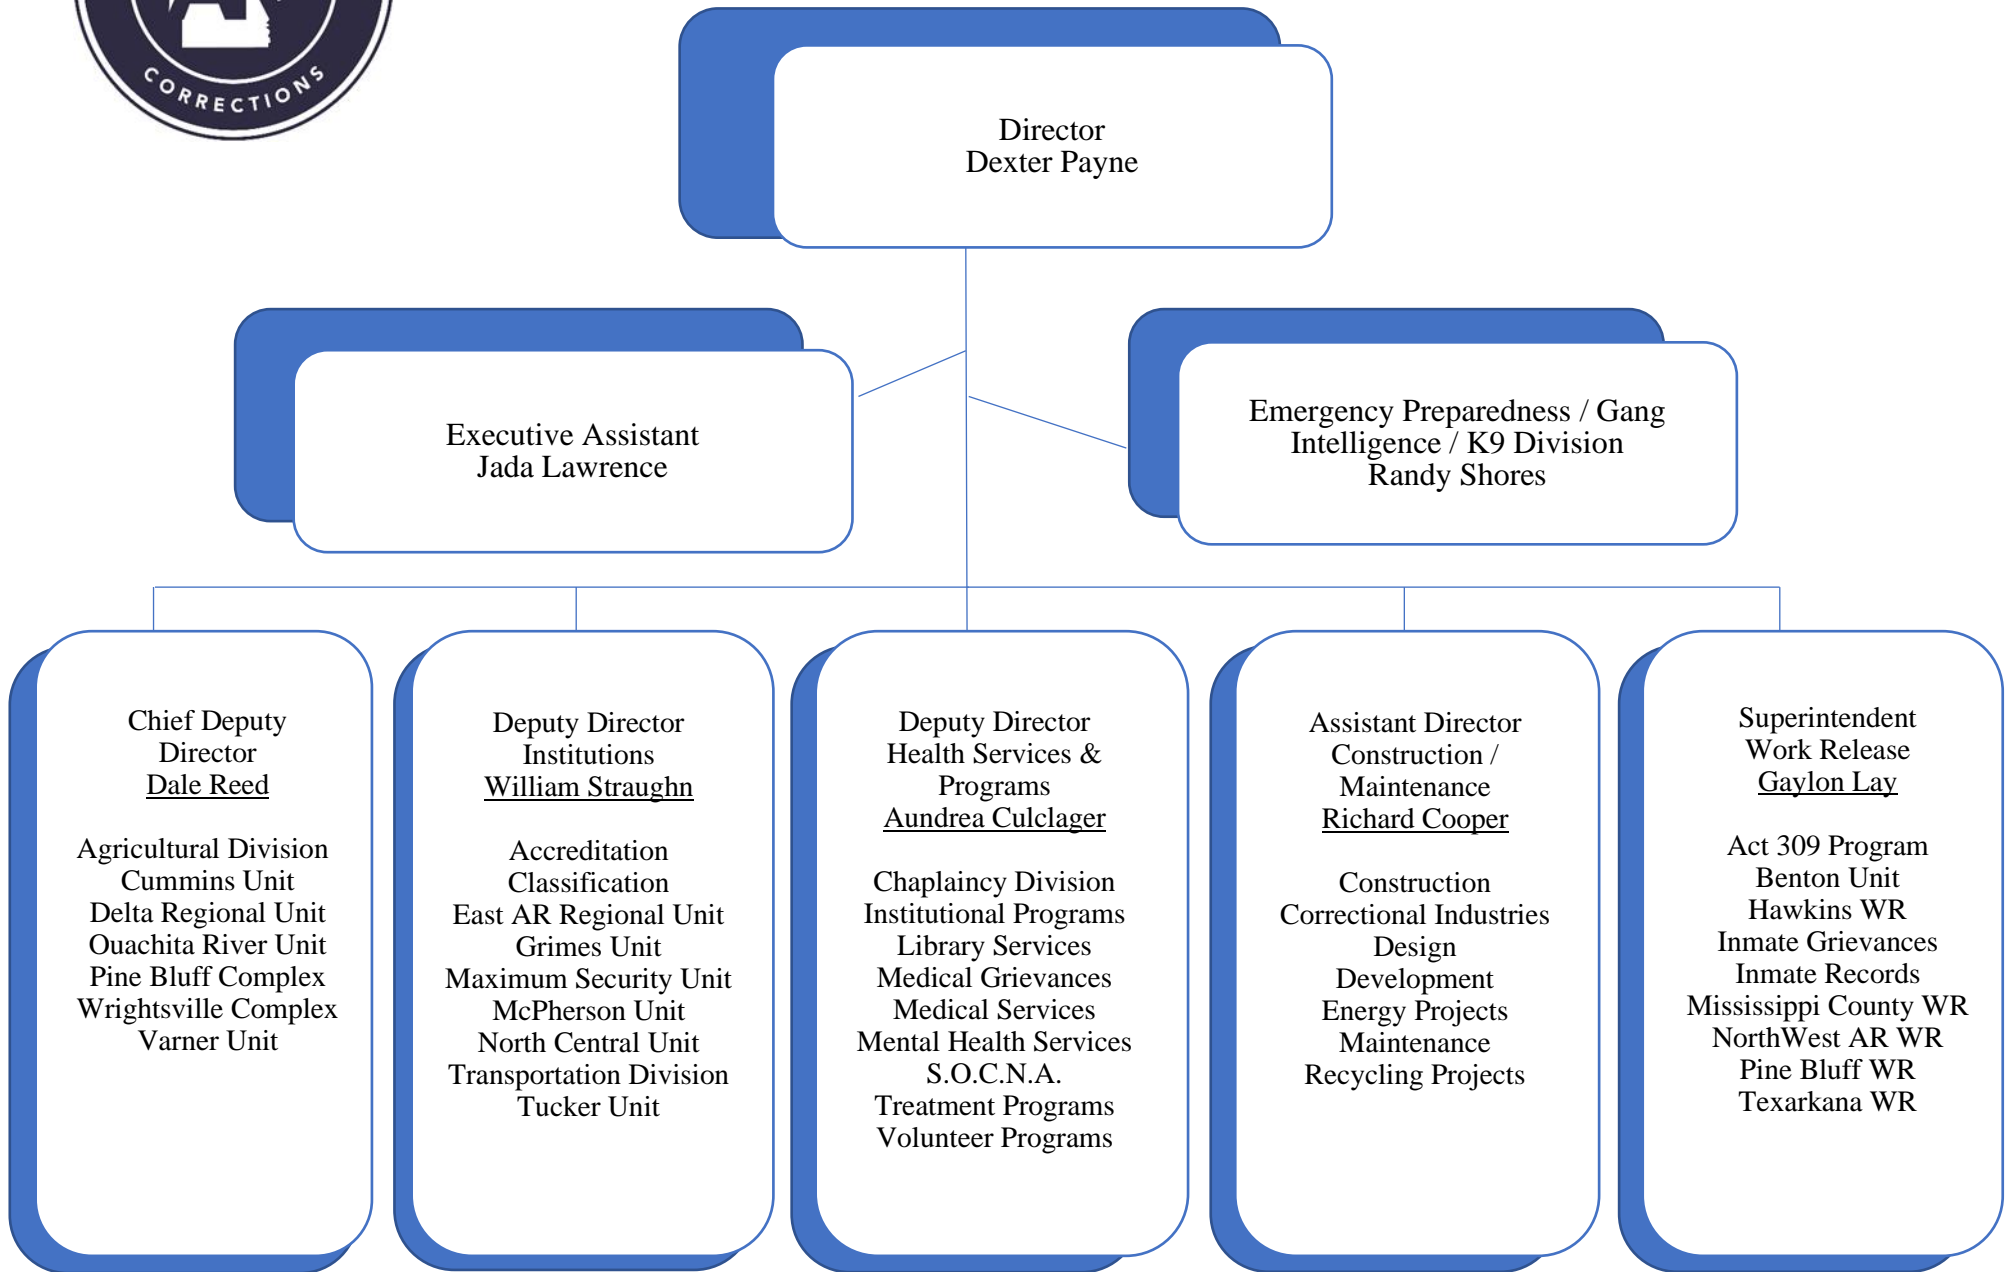 CORRECTIONS
Director
Dexter Payne
Executive Assistant
Jada Lawrence
Emergency Preparedness / Gang
Intelligence / K9 Division
Randy Shores
Chief Deputy
Director
Dale Reed
Agricultural Division
Cummins Unit
Delta Regional Unit
Ouachita River Unit
Pine Bluff Complex
Wrightsville Complex
Varner Unit
Deputy Director
Institutions
William Straughn
Accreditation
Classification
East AR Regional Unit
Grimes Unit
Maximum Security Unit
McPherson Unit
North Central Unit
Transportation Division
Tucker Unit
Deputy Director
Health Services &
Programs
Aundrea Culclager
Chaplaincy Division
Institutional Programs
Library Services
Medical Grievances
Medical Services
Mental Health Services
S.O.C.N.A.
Treatment Programs
Volunteer Programs
Assistant Director
Construction /
Maintenance
Richard Cooper
Construction
Correctional Industries
Design
Development
Energy Projects
Maintenance
Recycling Projects
Superintendent
Work Release
Gaylon Lay
Act 309 Program
Benton Unit
Hawkins WR
Inmate Grievances
Inmate Records
Mississippi County WR
NorthWest AR WR
Pine Bluff WR
Texarkana WR